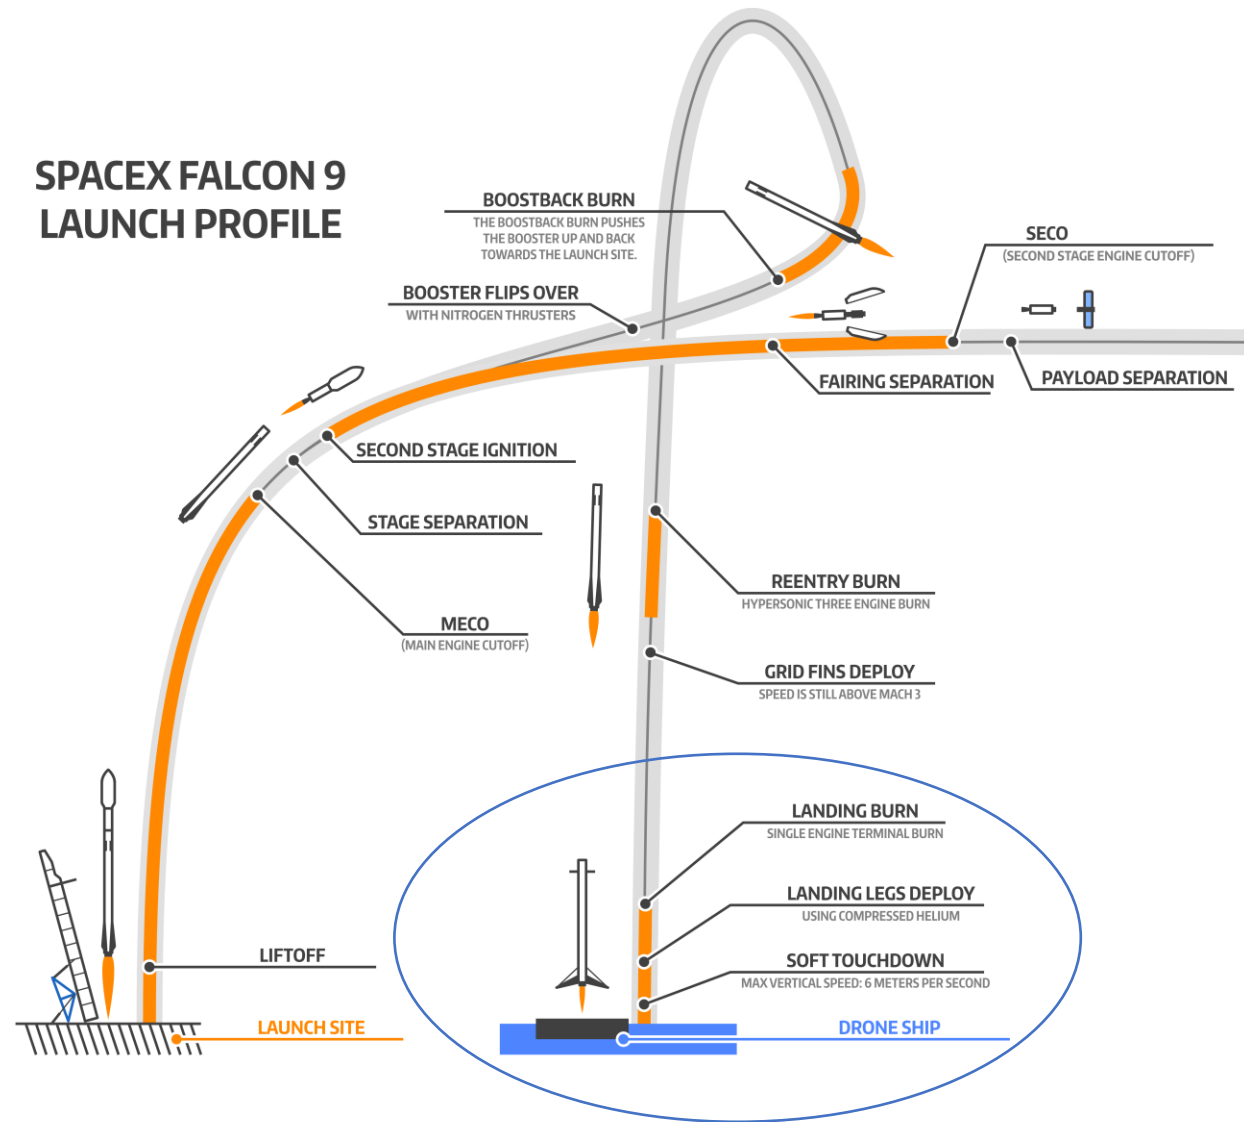 SPACEX FALCON 9
LAUNCH PROFILE
BOOSTBACK BURN
THE BOOSTBACK BURN PUSHES
THE BOOSTER UP AND BACK
TOWARDS THE LAUNCH SITE.
SECO
(SECOND STAGE ENGINE CUTOFF)
BOOSTER FLIPS OVER
WITH NITROGEN THRUSTERS
FAIRING SEPARATION
PAYLOAD SEPARATION
SECOND STAGE IGNITION
STAGE SEPARATION
MECO
(MAIN ENGINE CUTOFF)
REENTRY BURN
HYPERSONIC THREE ENGINE BURN
GRID FINS DEPLOY
SPEED IS STILL ABOVE MACH 3
LANDING BURN
SINGLE ENGINE TERMINAL BURN
LANDING LEGS DEPLOY
USING COMPRESSED HELIUM
LIFTOFF
SOFT TOUCHDOWN
MAX VERTICAL SPEED: 6 METERS PER SECOND
LAUNCH SITE
DRONE SHIP